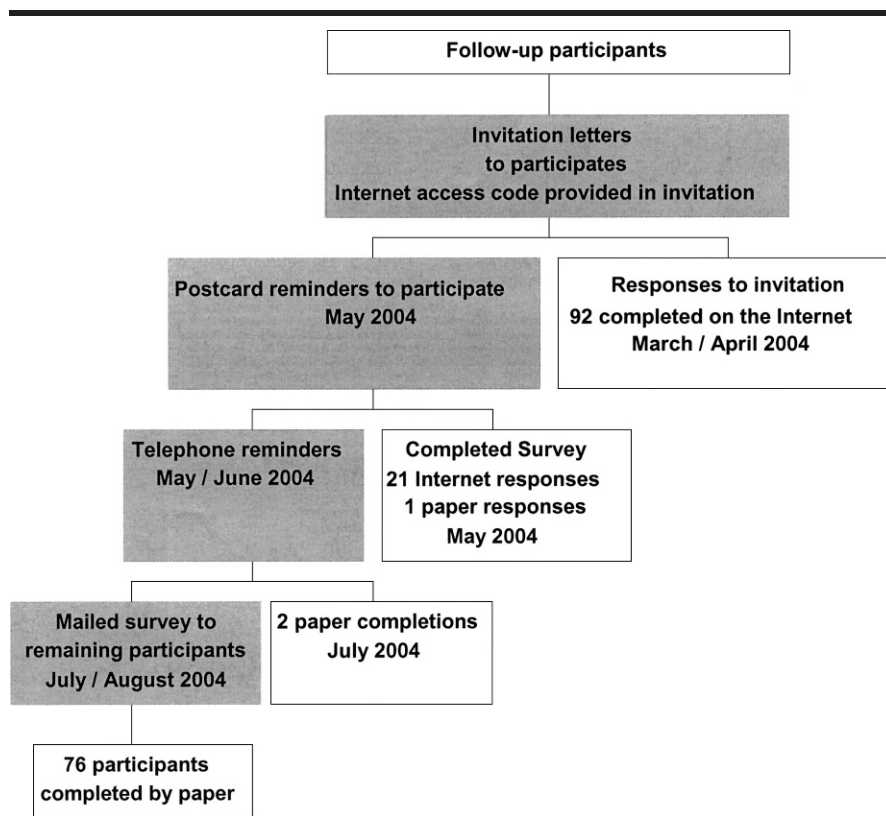 Follow-up participants
Invitation letters
to participates
Internet access code provided in invitation
Postcard reminders to participate
May 2004
Responses to invitation
92 completed on the Internet
March / April 2004
Telephone reminders
May / June 2004
Completed Survey
21 Internet responses
1 paper responses
May 2004
Mailed survey to
remaining participants
July / August 2004
2 paper completions
July 2004
76 participants
completed by paper